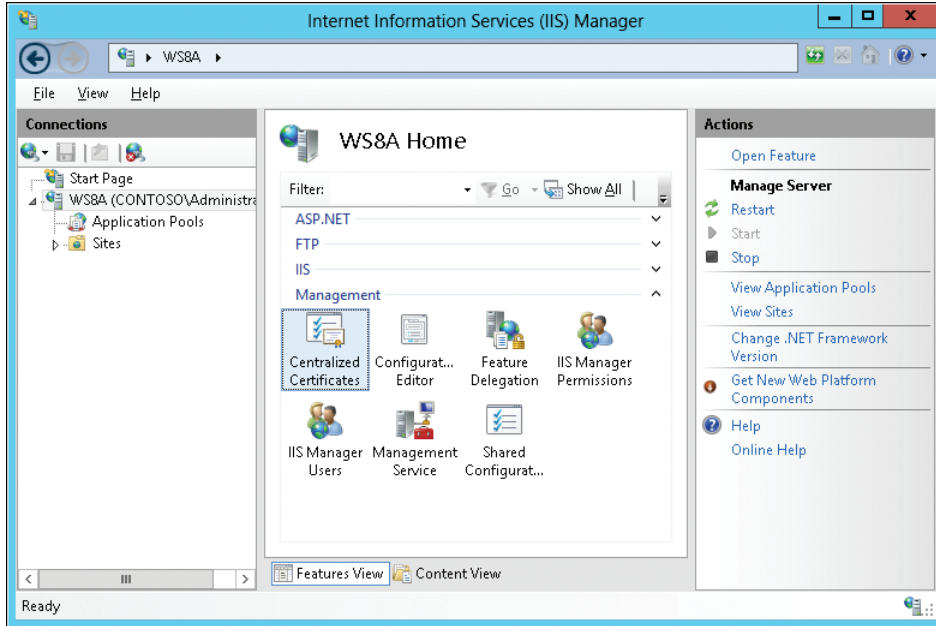 Internet Information Services (IIS) Manager
X
WS8A
?
File View Help
Connections
Start Page
WS8A (CONTOSO\Administra
Application Pools
Sites
WS8A Home
Filter: Go Show All
ASP.NET
FTP
IIS
Management
Centralized
Certificates
Configurat...
Editor
Feature
Delegation
IIS Manager
Permissions
IIS Manager
Users
Management
Service
Shared
Configurat...
Features View Content View
Actions
Open Feature
Manage Server
Restart
Start
Stop
View Application Pools
View Sites
Change .NET Framework
Version
Get New Web Platform
Components
? Help
Online Help
Ready